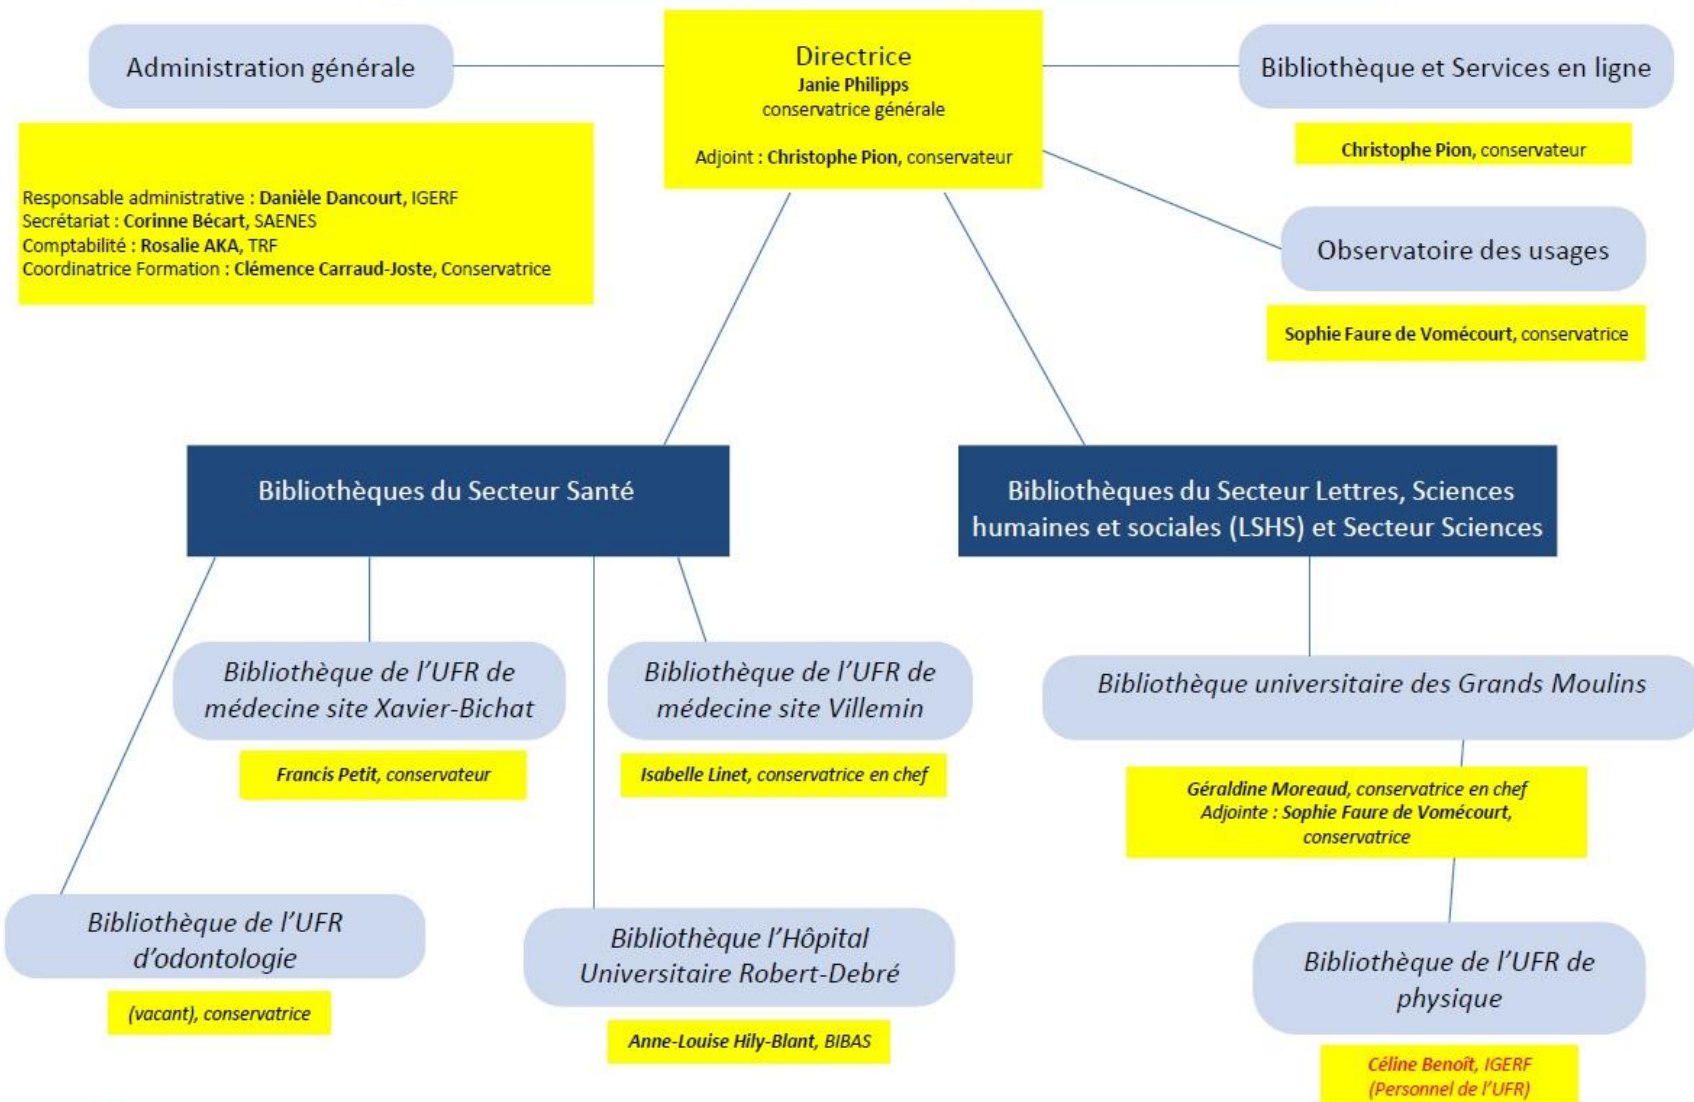 Administration générale
Directrice
Janie Philipps
conservatrice générale
Adjoint : Christophe Pion, conservateur
Bibliothèque et Services en ligne
Christophe Pion, conservateur
Responsable administrative : Danièle Dancourt, IGERF
Secrétariat : Corinne Bécart, SAENES
Comptabilité : Rosalie AKA, TRF
Coordinatrice Formation : Clémence Carraud-Joste, Conservatrice
Observatoire des usages
Sophie Faure de Vomécourt, conservatrice
Bibliothèques du Secteur Santé
Bibliothèques du Secteur Lettres, Sciences
humaines et sociales (LSHS) et Secteur Sciences
Bibliothèque de l’UFR de
médecine site Xavier-Bichat
Francis Petit, conservateur
Bibliothèque de l’UFR de
médecine site Villemin
Isabelle Linet, conservatrice en chef
Bibliothèque universitaire des Grands Moulins
Géraldine Moreaud, conservatrice en chef
Adjointe : Sophie Faure de Vomécourt,
conservatrice
Bibliothèque de l’UFR
d’odontologie
(vacant), conservatrice
Bibliothèque l’Hôpital
Universitaire Robert-Debré
Anne-Louise Hily-Blant, BIBAS
Bibliothèque de l’UFR de
physique
Céline Benoît, IGERF
(Personnel de l’UFR)